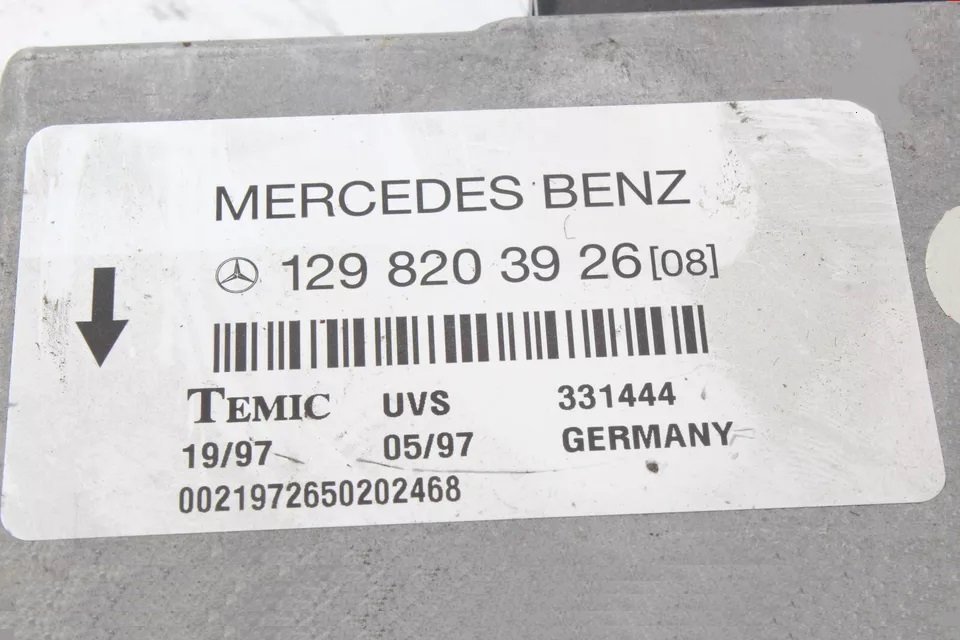 MERCEDES BENZ
129 820 39 26 [08]
TEMIC UVS 331444
19/97 05/97 GERMANY
0021972650202468